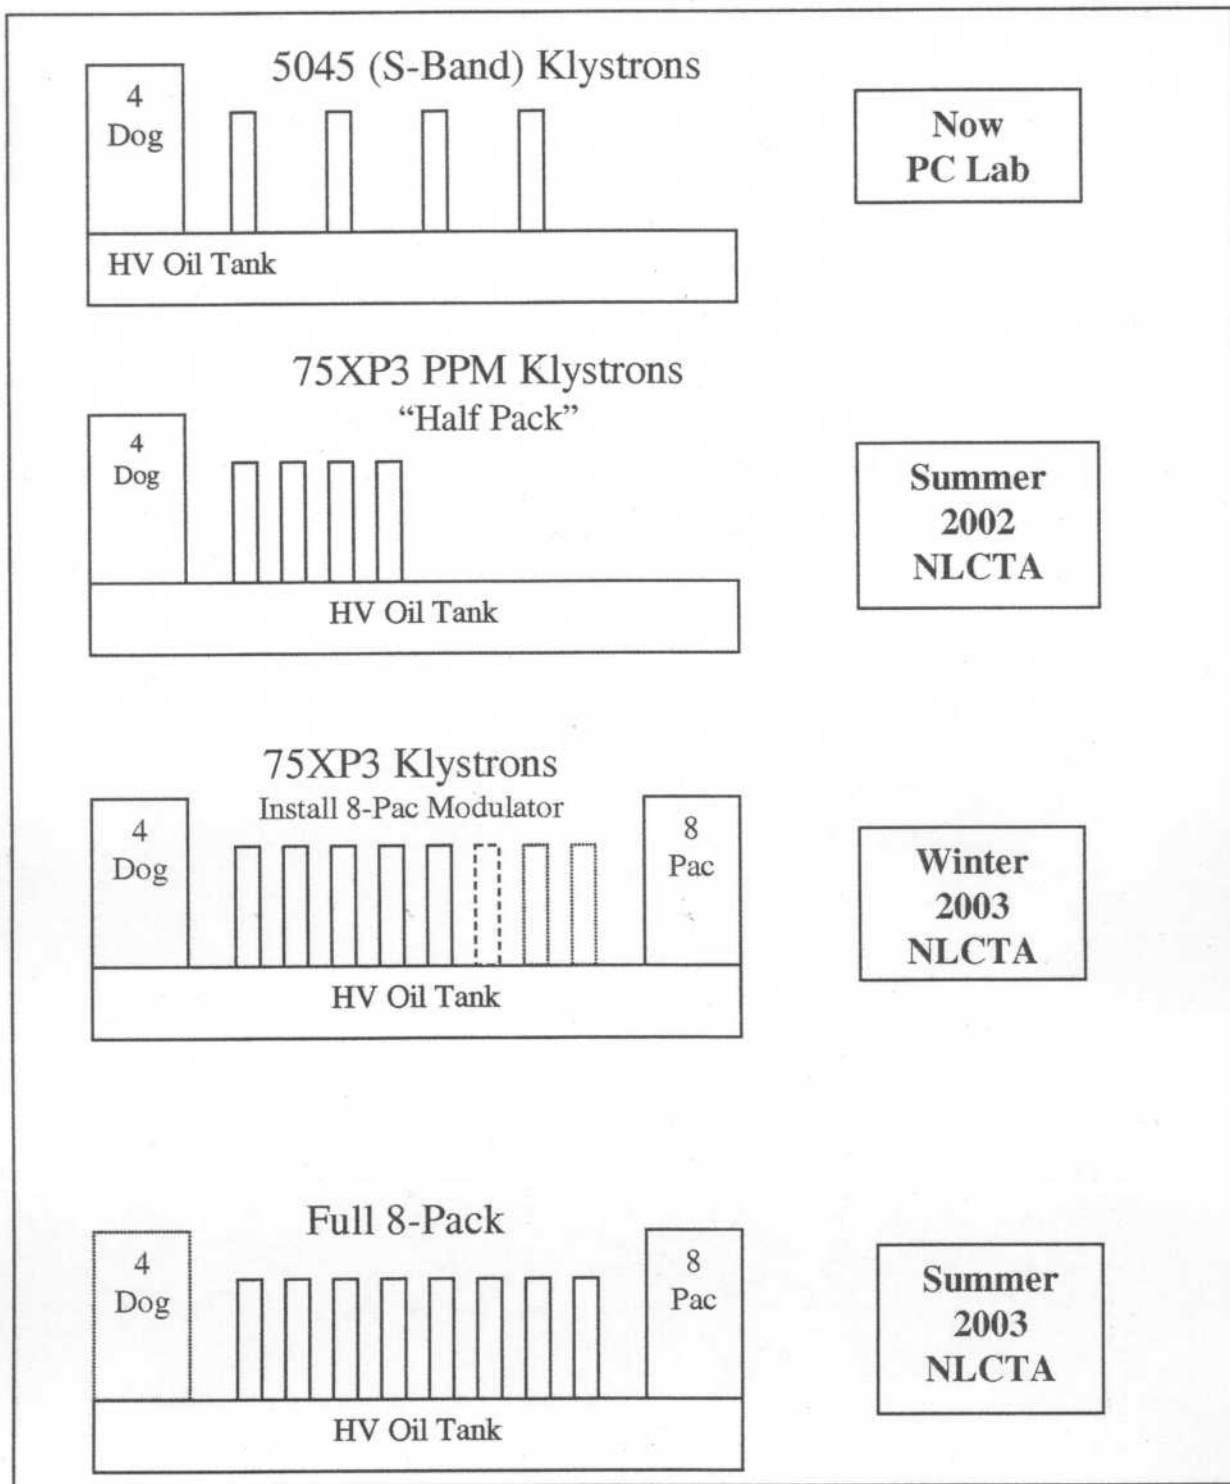 5045 (S-Band) Klystrons
4
Dog
HV Oil Tank
Now
PC Lab
75XP3 PPM Klystrons
“Half Pack”
4
Dog
HV Oil Tank
Summer
2002
NLCTA
75XP3 Klystrons
Install 8-Pac Modulator
4
Dog
8
Pac
HV Oil Tank
Winter
2003
NLCTA
Full 8-Pack
4
Dog
8
Pac
HV Oil Tank
Summer
2003
NLCTA